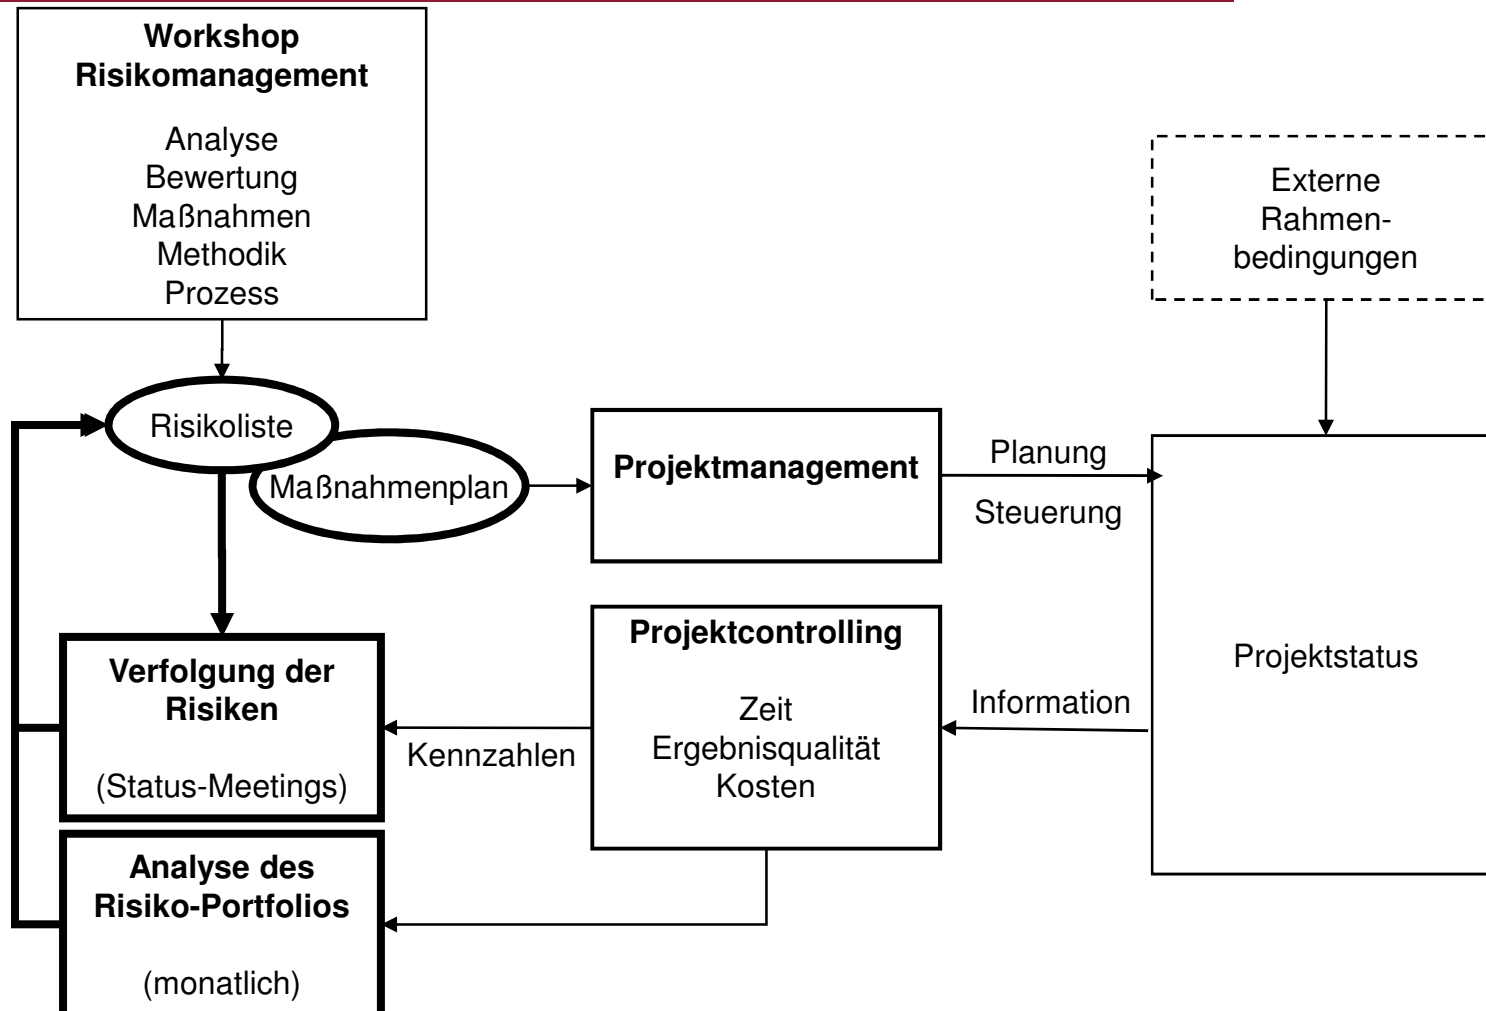 Workshop
Risikomanagement
Analyse
Bewertung
Maßnahmen
Methodik
Prozess
Externe
Rahmen-
bedingungen
Risikoliste
Maßnahmenplan
Projektmanagement
Planung
Steuerung
Verfolgung der
Risiken
(Status-Meetings)
Kennzahlen
Projektcontrolling
Zeit
Ergebnisqualität
Kosten
Information
Projektstatus
Analyse des
Risiko-Portfolios
(monatlich)